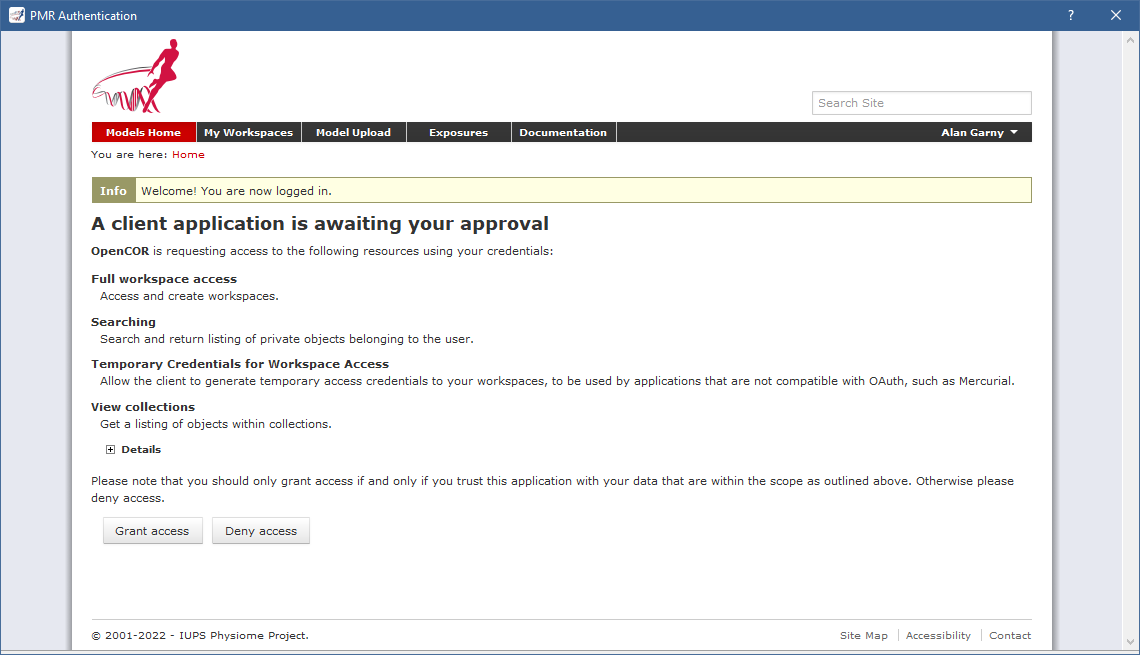 PMR Authentication
?
Search Site
Models Home My Workspaces Model Upload Exposures Documentation Alan Garny
You are here: Home
Info Welcome! You are now logged in.
A client application is awaiting your approval
OpenCOR is requesting access to the following resources using your credentials:
Full workspace access
Access and create workspaces.
Searching
Search and return listing of private objects belonging to the user.
Temporary Credentials for Workspace Access
Allow the client to generate temporary access credentials to your workspaces, to be used by applications that are not compatible with OAuth, such as Mercurial.
View collections
Get a listing of objects within collections.
Details
Please note that you should only grant access if and only if you trust this application with your data that are within the scope as outlined above. Otherwise please
deny access.
Grant access Deny access
© 2001-2022 - IUPS Physiome Project. Site Map Accessibility Contact